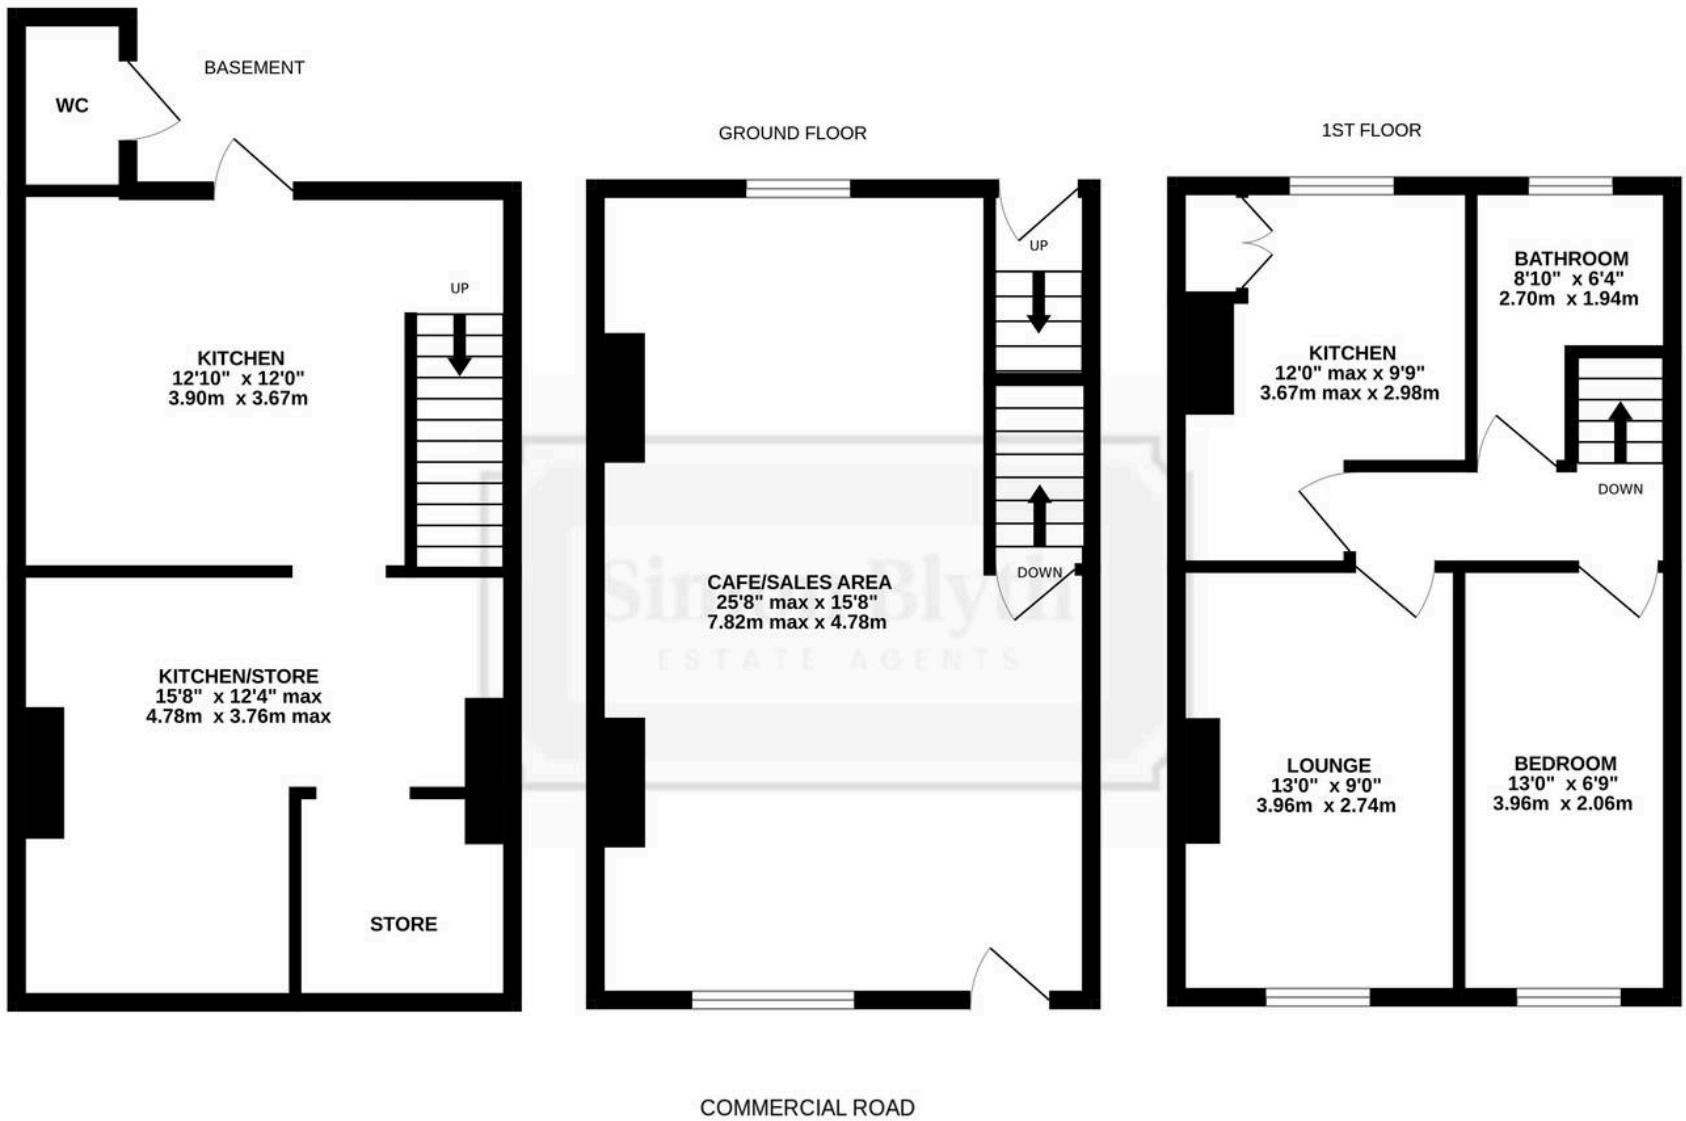 BASEMENT
WC
UP
KITCHEN
12'10" x 12'0"
3.90m x 3.67m
KITCHEN/STORE
15'8" x 12'4" max
4.78m x 3.76m max
STORE
GROUND FLOOR
UP
DOWN
CAFE/SALES AREA
25'8" max x 15'8"
7.82m max x 4.78m
Simon Blyth
ESTATE AGENTS
1ST FLOOR
BATHROOM
8'10" x 6'4"
2.70m x 1.94m
KITCHEN
12'0" max x 9'9"
3.67m max x 2.98m
DOWN
LOUNGE
13'0" x 9'0"
3.96m x 2.74m
BEDROOM
13'0" x 6'9"
3.96m x 2.06m
COMMERCIAL ROAD